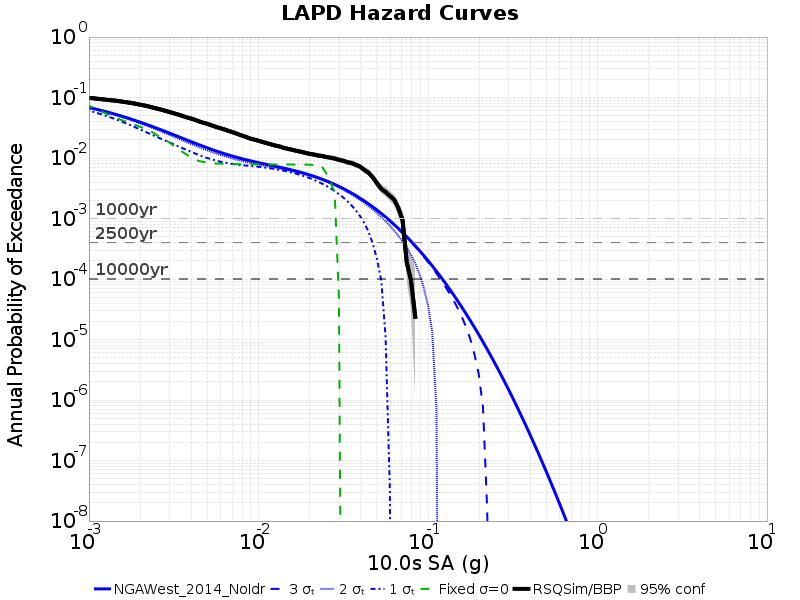 LAPD Hazard Curves
Annual Probability of Exceedance
10^0
10^-1
10^-2
10^-3
10^-4
10^-5
10^-6
10^-7
10^-8
1000yr
2500yr
10000yr
10^-3 10^-2 10^-1 10^0 10^1
10.0s SA (g)
NGAWest_2014_NoIdr 3 σₜ 2 σₜ 1 σₜ Fixed σ=0 RSQSim/BBP 95% conf